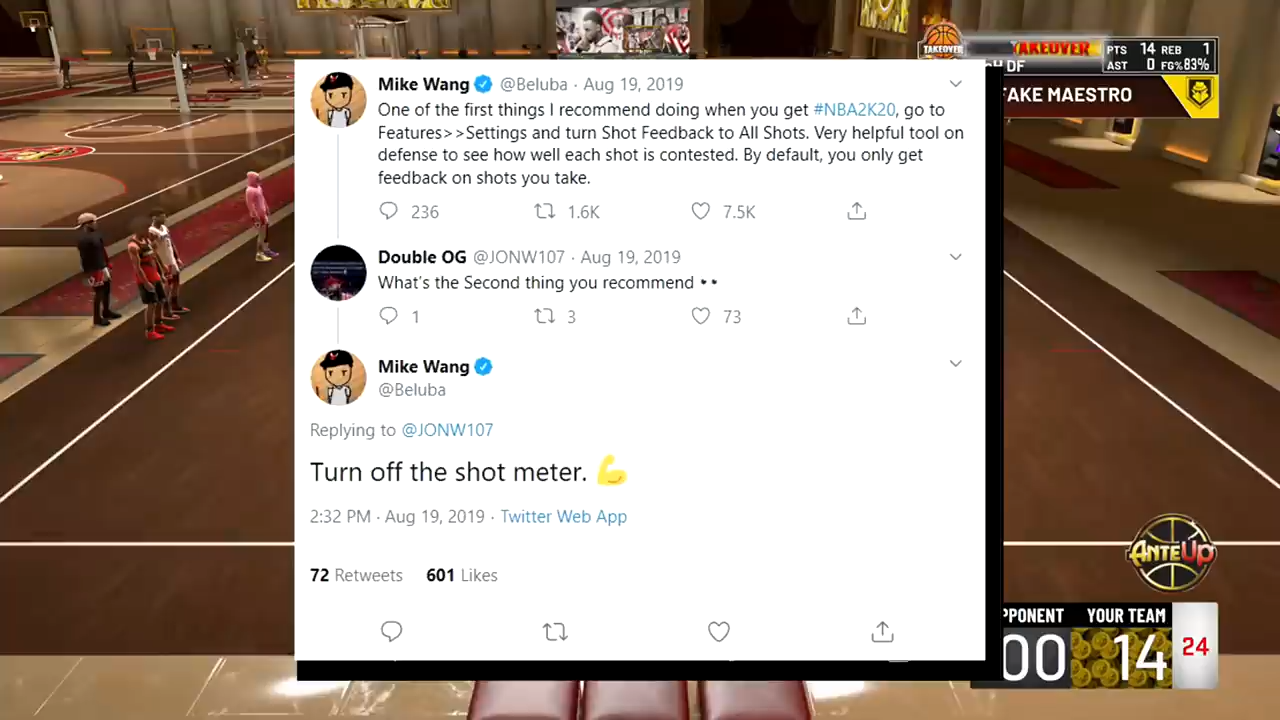 Mike Wang @Beluba · Aug 19, 2019
One of the first things I recommend doing when you get #NBA2K20, go to
Features>>Settings and turn Shot Feedback to All Shots. Very helpful tool on
defense to see how well each shot is contested. By default, you only get
feedback on shots you take.
236 1.6K 7.5K
Double OG @JONW107 · Aug 19, 2019
What's the Second thing you recommend 👀
1 3 73
Mike Wang
@Beluba
Replying to @JONW107
Turn off the shot meter. 💪
2:32 PM · Aug 19, 2019 · Twitter Web App
72 Retweets 601 Likes
TAKEOVER TAKEOVER
PTS 14 REB 1
AST 0 FG% 83%
DF
FAKE MAESTRO
ANTE UP
OPPONENT YOUR TEAM
00 14 24